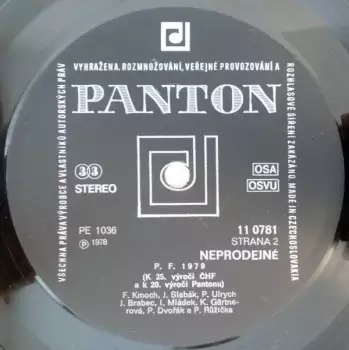 VYHRAŽENA. ROZMNOŽOVÁNÍ, VEŘEJNÉ PROVOZOVÁNÍ A
ROZHLASOVÉ ŠÍŘENÍ ZAKÁZÁNO. MADE IN CZECHOSLOVAKIA
VŠECHNA PRÁVA VÝROBCE A VLASTNÍKŮ AUTORSKÝCH PRÁV
PANTON
33
STEREO
OSA
OSVU
PE 1036
Ⓟ 1978
11 0781
STRANA 2
NEPRODEJNÉ
P. F. 1979
(K 25. výročí ČHF
a k 20. výročí Pantonu)
F. Kmoch, J. Slabák, P. Ulrych
J. Brabec, I. Mládek, K. Gärtne-
rová, P. Dvořák a P. Růžička